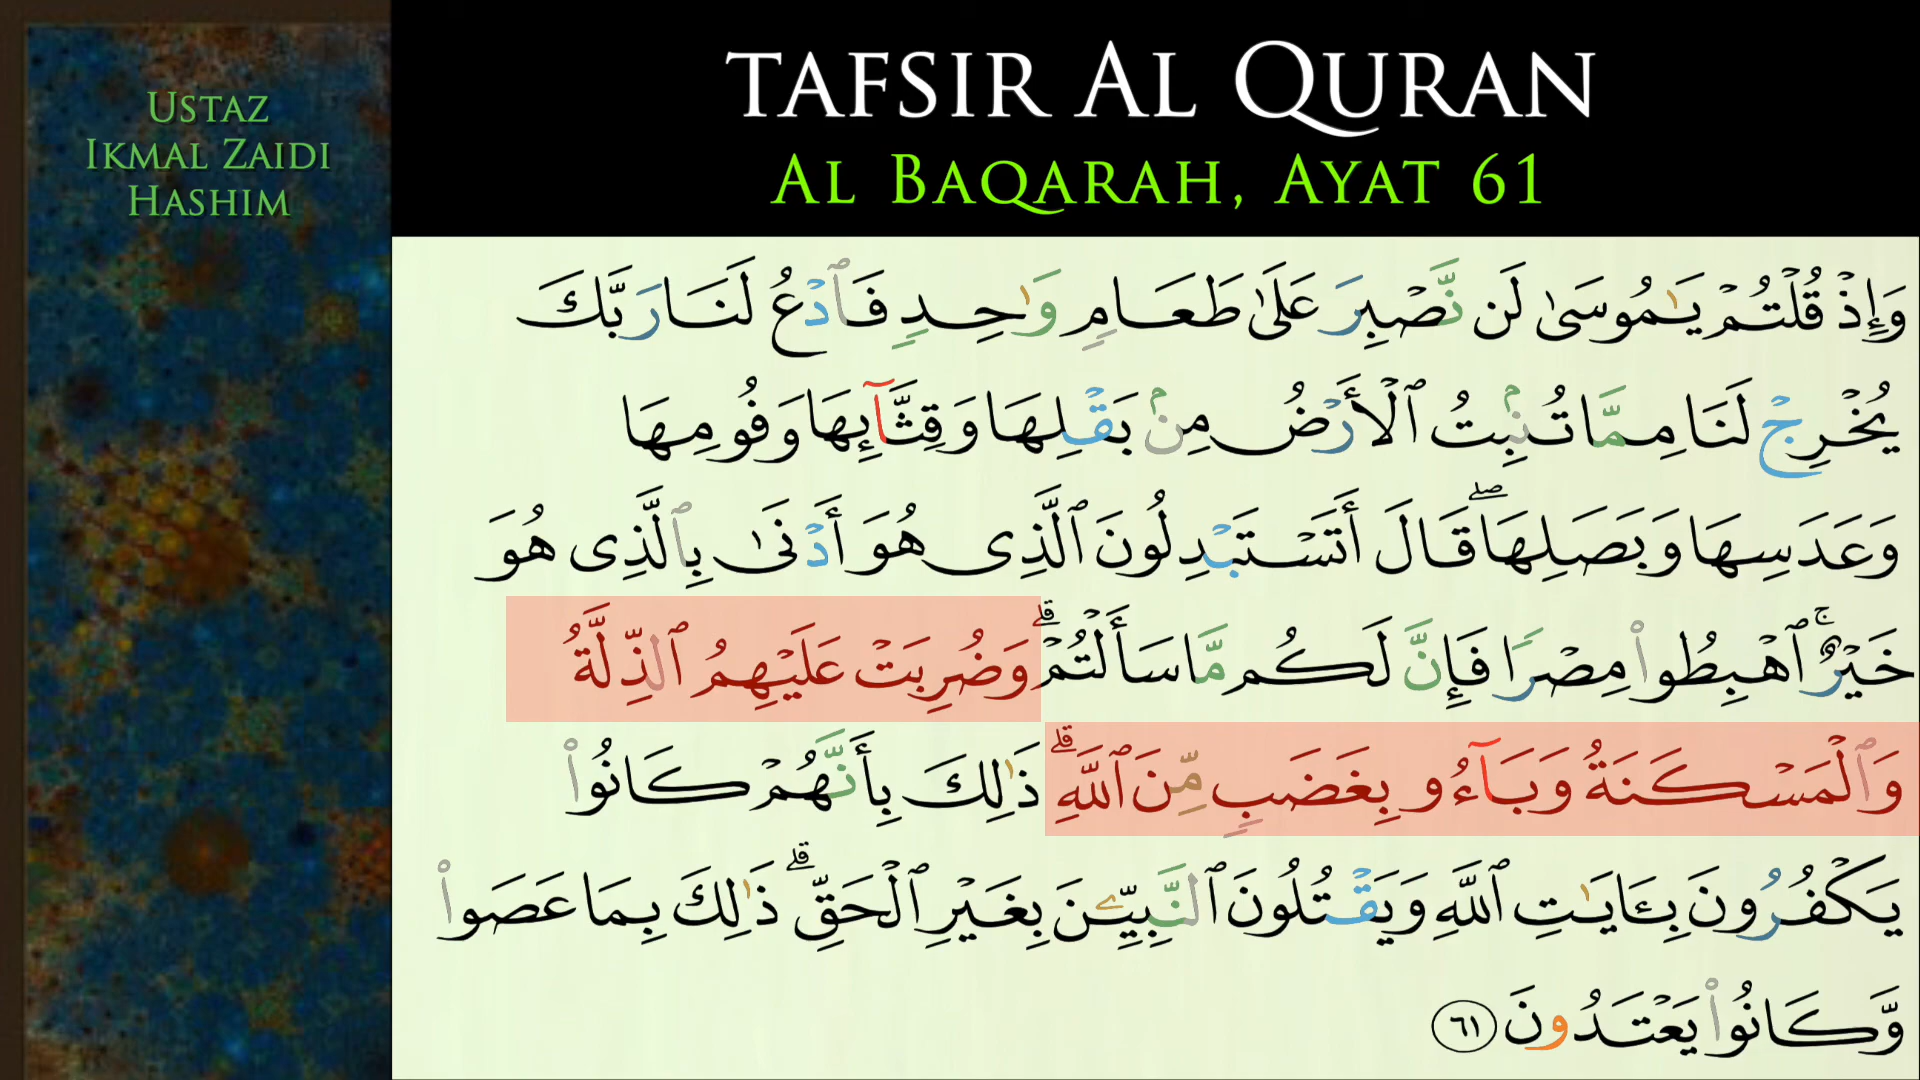 USTAZ
IKMAL ZAIDI
HASHIM
TAFSIR AL QURAN
AL BAQARAH, AYAT 61
وَإِذْ قُلْتُمْ يَـٰمُوسَىٰ لَن نَّصْبِرَ عَلَىٰ طَعَامٍ وَٰحِدٍ فَٱدْعُ لَنَا رَبَّكَ
يُخْرِجْ لَنَا مِمَّا تُنۢبِتُ ٱلْأَرْضُ مِنۢ بَقْلِهَا وَقِثَّآئِهَا وَفُومِهَا
وَعَدَسِهَا وَبَصَلِهَا ۖ قَالَ أَتَسْتَبْدِلُونَ ٱلَّذِى هُوَ أَدْنَىٰ بِٱلَّذِى هُوَ
خَيْرٌ ۚ ٱهْبِطُوا۟ مِصْرًا فَإِنَّ لَكُم مَّا سَأَلْتُمْ ۗ وَضُرِبَتْ عَلَيْهِمُ ٱلذِّلَّةُ
وَٱلْمَسْكَنَةُ وَبَآءُو بِغَضَبٍ مِّنَ ٱللَّهِ ۗ ذَٰلِكَ بِأَنَّهُمْ كَانُوا۟
يَكْفُرُونَ بِـَٔايَـٰتِ ٱللَّهِ وَيَقْتُلُونَ ٱلنَّبِيِّـۧنَ بِغَيْرِ ٱلْحَقِّ ۗ ذَٰلِكَ بِمَا عَصَوا۟
وَّكَانُوا۟ يَعْتَدُونَ ٦١